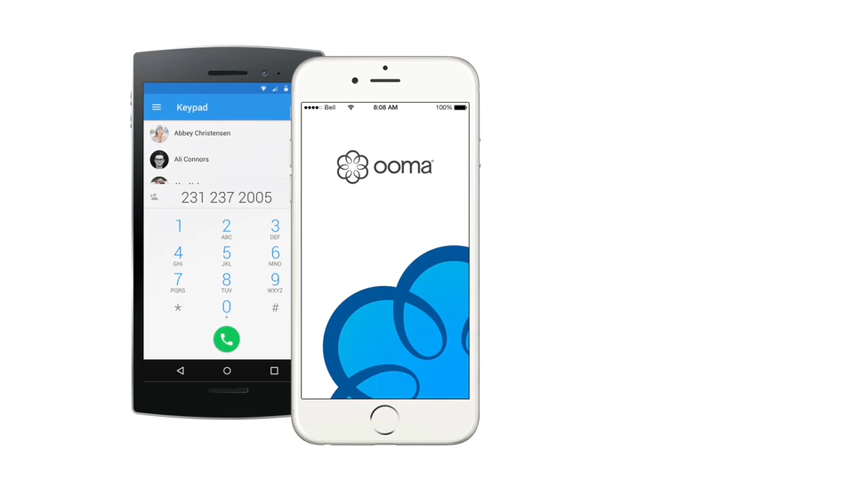 Keypad
Abbey Christensen
Ali Connors
231 237 2005
1 2 3
ABC DEF
4 5 6
GHI JKL MNO
7 8 9
PQRS TUV WXYZ
* 0 #
Bell 8:08 AM 100%
ooma